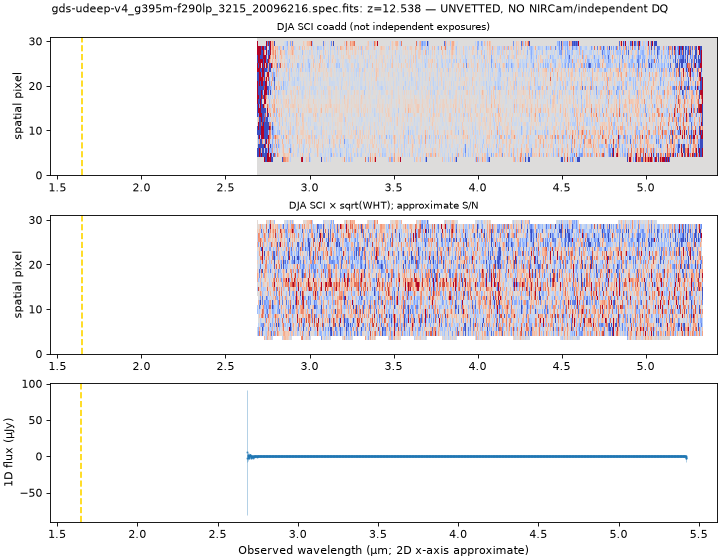 gds-udeep-v4_g395m-f290lp_3215_20096216.spec.fits: z=12.538 — UNVETTED, NO NIRCam/independent DQ
DJA SCI coadd (not independent exposures)
spatial pixel
30
20
10
0
1.5 2.0 2.5 3.0 3.5 4.0 4.5 5.0
DJA SCI × sqrt(WHT); approximate S/N
spatial pixel
30
20
10
0
1.5 2.0 2.5 3.0 3.5 4.0 4.5 5.0
1D flux (μJy)
100
50
0
−50
1.5 2.0 2.5 3.0 3.5 4.0 4.5 5.0 5.5
Observed wavelength (μm; 2D x-axis approximate)